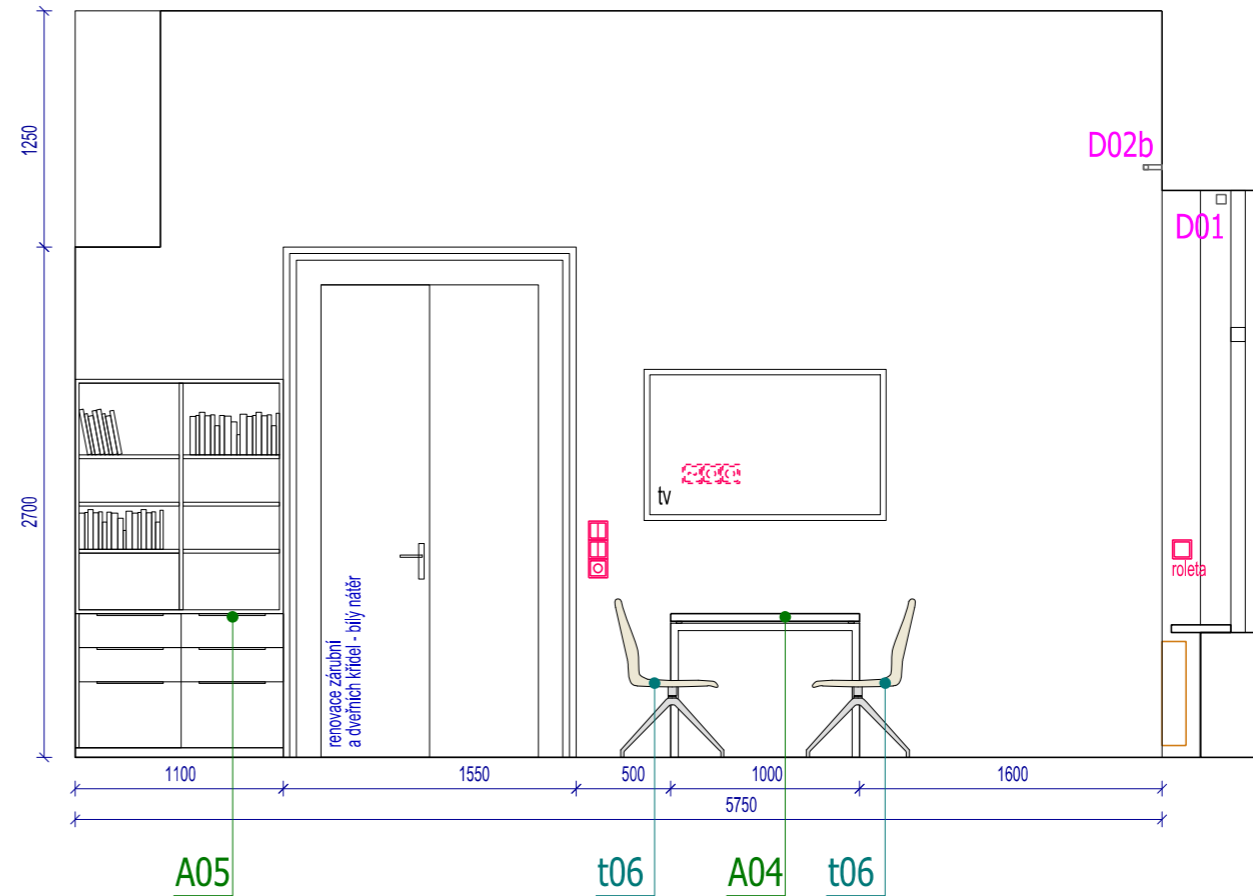 1250
D02b
D01
2700
tv
roleta
renovace zárubní
a dveřních křídel - bílý nátěr
1100
1550
500
1000
1600
5750
A05
t06
A04
t06